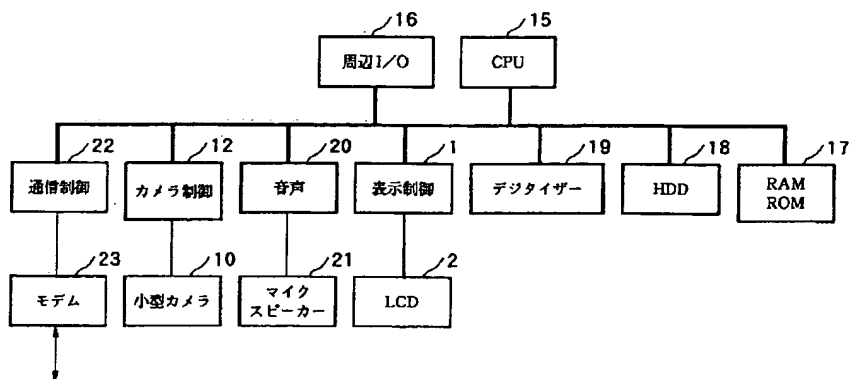 16
15
周辺I/O
CPU
22
12
20
1
19
18
17
通信制御
カメラ制御
音声
表示制御
デジタイザー
HDD
RAM
ROM
23
10
21
2
モデム
小型カメラ
マイク
スピーカー
LCD